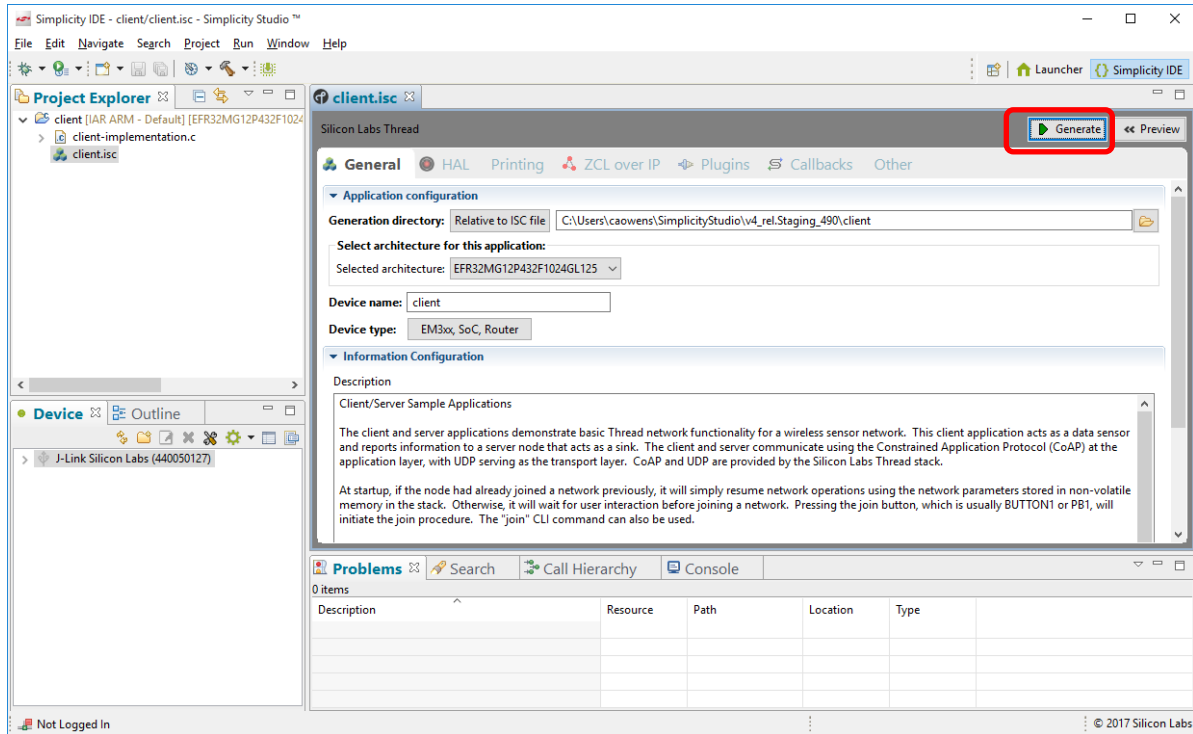 Simplicity IDE - client/client.isc - Simplicity Studio ™
File Edit Navigate Search Project Run Window Help
Launcher {} Simplicity IDE
Project Explorer
client [IAR ARM - Default] [EFR32MG12P432F1024
client-implementation.c
client.isc
client.isc
Silicon Labs Thread
Generate
Preview
General HAL Printing ZCL over IP Plugins Callbacks Other
Application configuration
Generation directory: Relative to ISC file C:\Users\caowens\SimplicityStudio\v4_rel.Staging_490\client
Select architecture for this application:
Selected architecture: EFR32MG12P432F1024GL125
Device name: client
Device type: EM3xx, SoC, Router
Information Configuration
Description
Client/Server Sample Applications
The client and server applications demonstrate basic Thread network functionality for a wireless sensor network. This client application acts as a data sensor
and reports information to a server node that acts as a sink. The client and server communicate using the Constrained Application Protocol (CoAP) at the
application layer, with UDP serving as the transport layer. CoAP and UDP are provided by the Silicon Labs Thread stack.
At startup, if the node had already joined a network previously, it will simply resume network operations using the network parameters stored in non-volatile
memory in the stack. Otherwise, it will wait for user interaction before joining a network. Pressing the join button, which is usually BUTTON1 or PB1, will
initiate the join procedure. The "join" CLI command can also be used.
Device Outline
J-Link Silicon Labs (440050127)
Problems Search Call Hierarchy Console
0 items
Description Resource Path Location Type
Not Logged In
© 2017 Silicon Labs